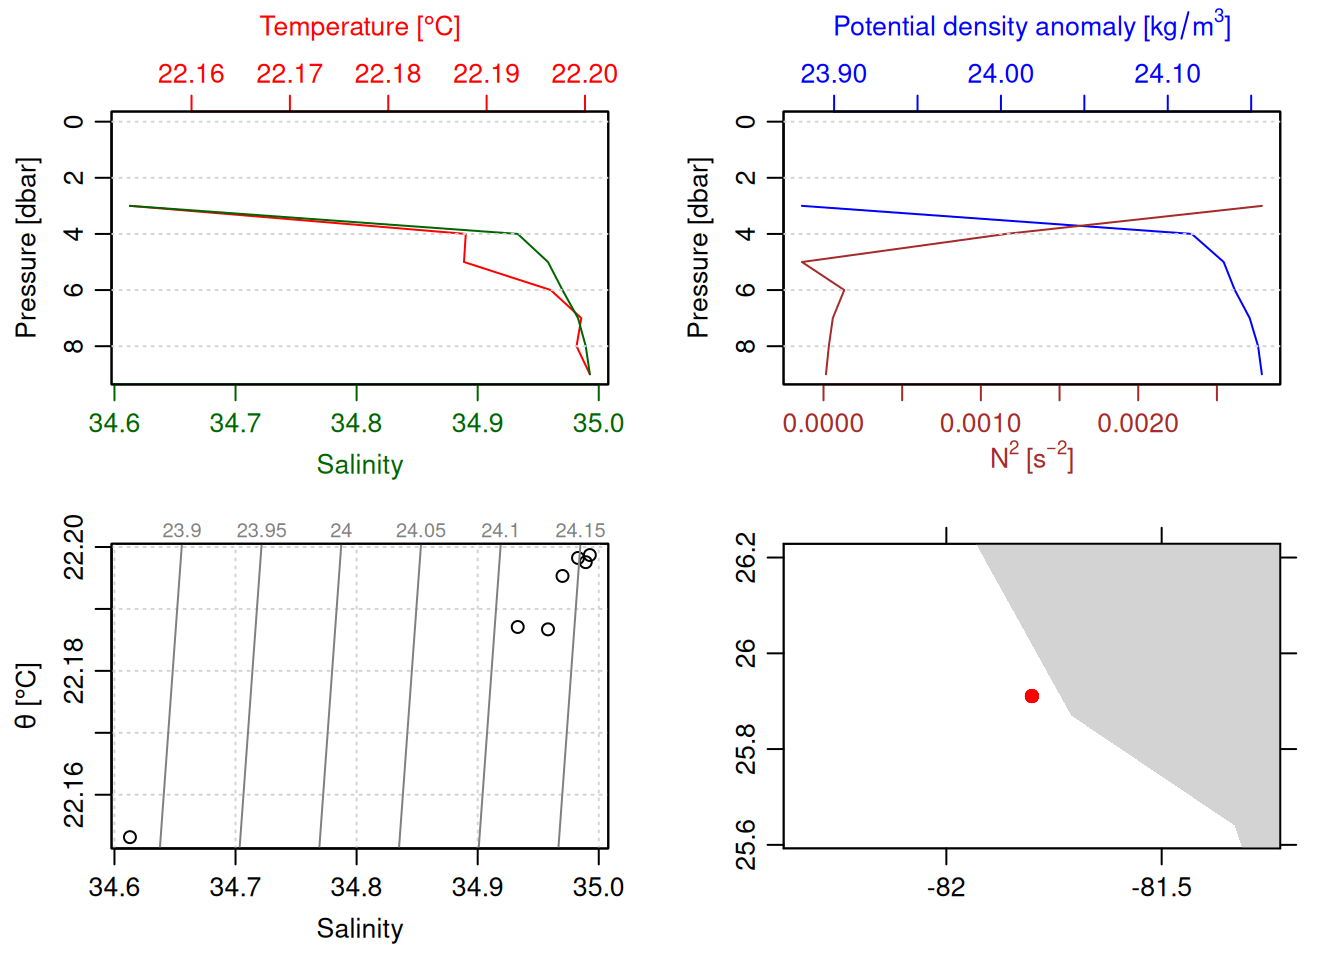 Temperature [°C]
22.16 22.17 22.18 22.19 22.20
0
2
4
6
8
Pressure [dbar]
34.6 34.7 34.8 34.9 35.0
Salinity
Potential density anomaly [kg/m³]
23.90 24.00 24.10
0
2
4
6
8
Pressure [dbar]
0.0000 0.0010 0.0020
N² [s⁻²]
23.9 23.95 24 24.05 24.1 24.15
22.20
22.18
22.16
θ [°C]
34.6 34.7 34.8 34.9 35.0
Salinity
26.2
26
25.8
25.6
-82 -81.5